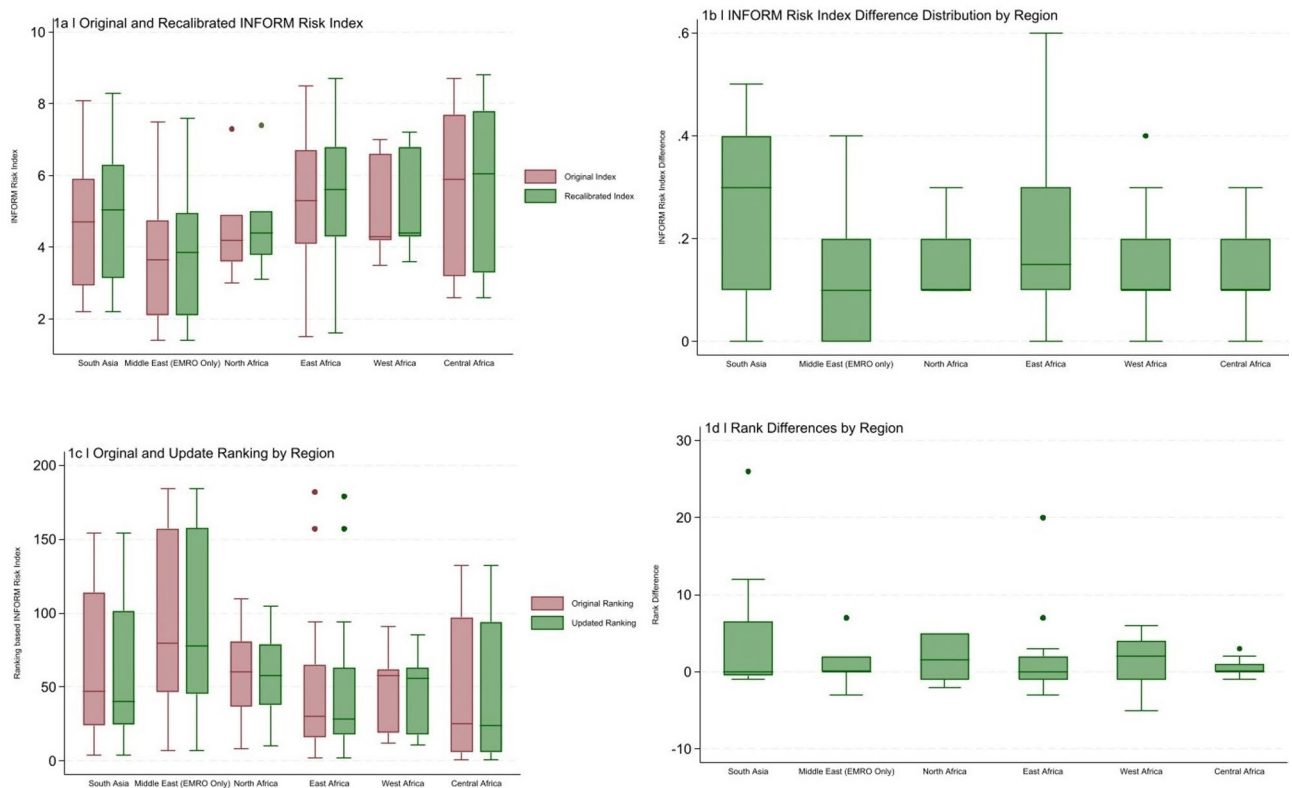 1a I Original and Recalibrated INFORM Risk Index
10
8
6
4
2
INFORM Risk Index
South Asia Middle East (EMRO Only) North Africa East Africa West Africa Central Africa
Original Index
Recalibrated Index
1b I INFORM Risk Index Difference Distribution by Region
.6
.4
.2
0
INFORM Risk Index Difference
South Asia Middle East (EMRO only) North Africa East Africa West Africa Central Africa
1c I Orginal and Update Ranking by Region
200
150
100
50
0
Ranking based INFORM Risk Index
South Asia Middle East (EMRO Only) North Africa East Africa West Africa Central Africa
Original Ranking
Updated Ranking
1d I Rank Differences by Region
30
20
10
0
-10
Rank Difference
South Asia Middle East (EMRO Only) North Africa East Africa West Africa Central Africa